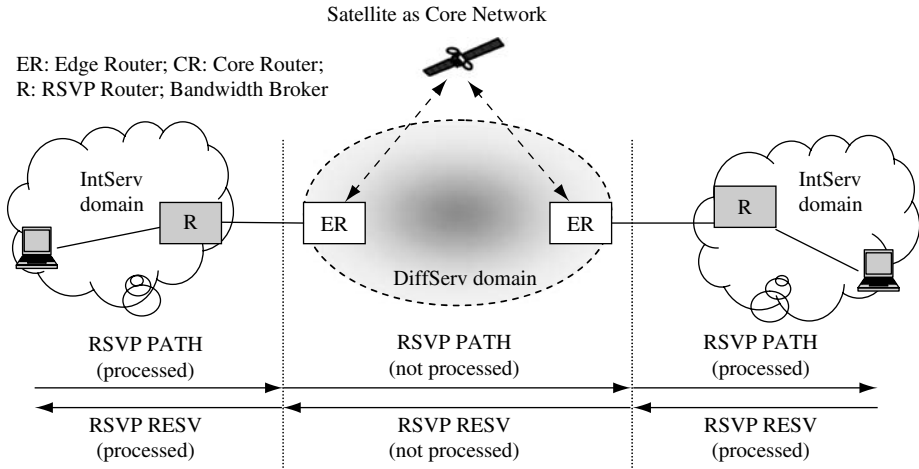 Satellite as Core Network
ER: Edge Router; CR: Core Router;
R: RSVP Router; Bandwidth Broker
IntServ
domain
R
ER
ER
DiffServ domain
R
IntServ
domain
RSVP PATH
(processed)
RSVP PATH
(not processed)
RSVP PATH
(processed)
RSVP RESV
(processed)
RSVP RESV
(not processed)
RSVP RESV
(processed)